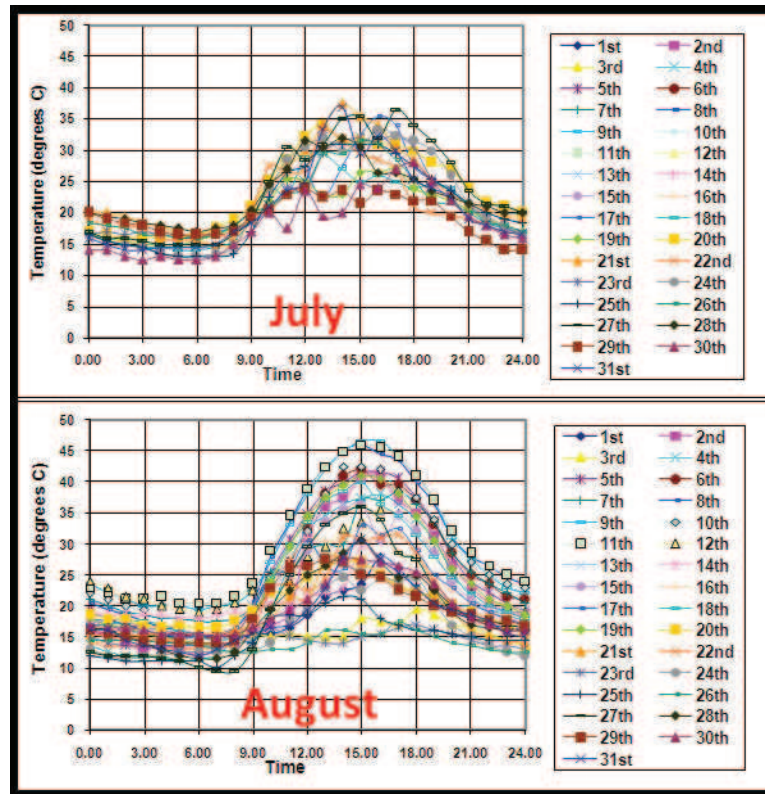 Temperature (degrees C)
50
45
40
35
30
25
20
15
10
5
0
0.00 3.00 6.00 9.00 12.00 15.00 18.00 21.00 24.00
Time
July
1st 2nd
3rd 4th
5th 6th
7th 8th
9th 10th
11th 12th
13th 14th
15th 16th
17th 18th
19th 20th
21st 22nd
23rd 24th
25th 26th
27th 28th
29th 30th
31st
Temperature (degrees C)
50
45
40
35
30
25
20
15
10
5
0
0.00 3.00 6.00 9.00 12.00 15.00 18.00 21.00 24.00
Time
August
1st 2nd
3rd 4th
5th 6th
7th 8th
9th 10th
11th 12th
13th 14th
15th 16th
17th 18th
19th 20th
21st 22nd
23rd 24th
25th 26th
27th 28th
29th 30th
31st